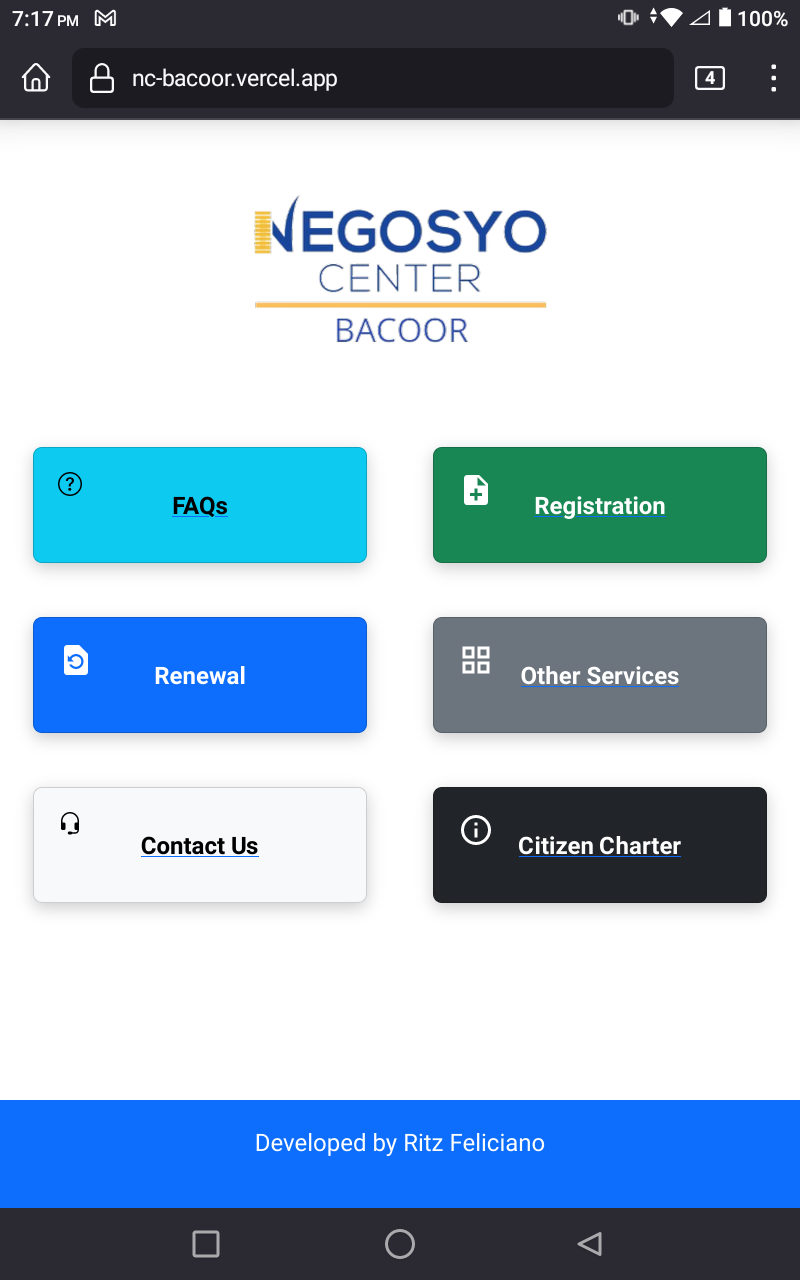 7:17 PM 100%
nc-bacoor.vercel.app 4
NEGOSYO
CENTER
BACOOR
FAQs
Registration
Renewal
Other Services
Contact Us
Citizen Charter
Developed by Ritz Feliciano